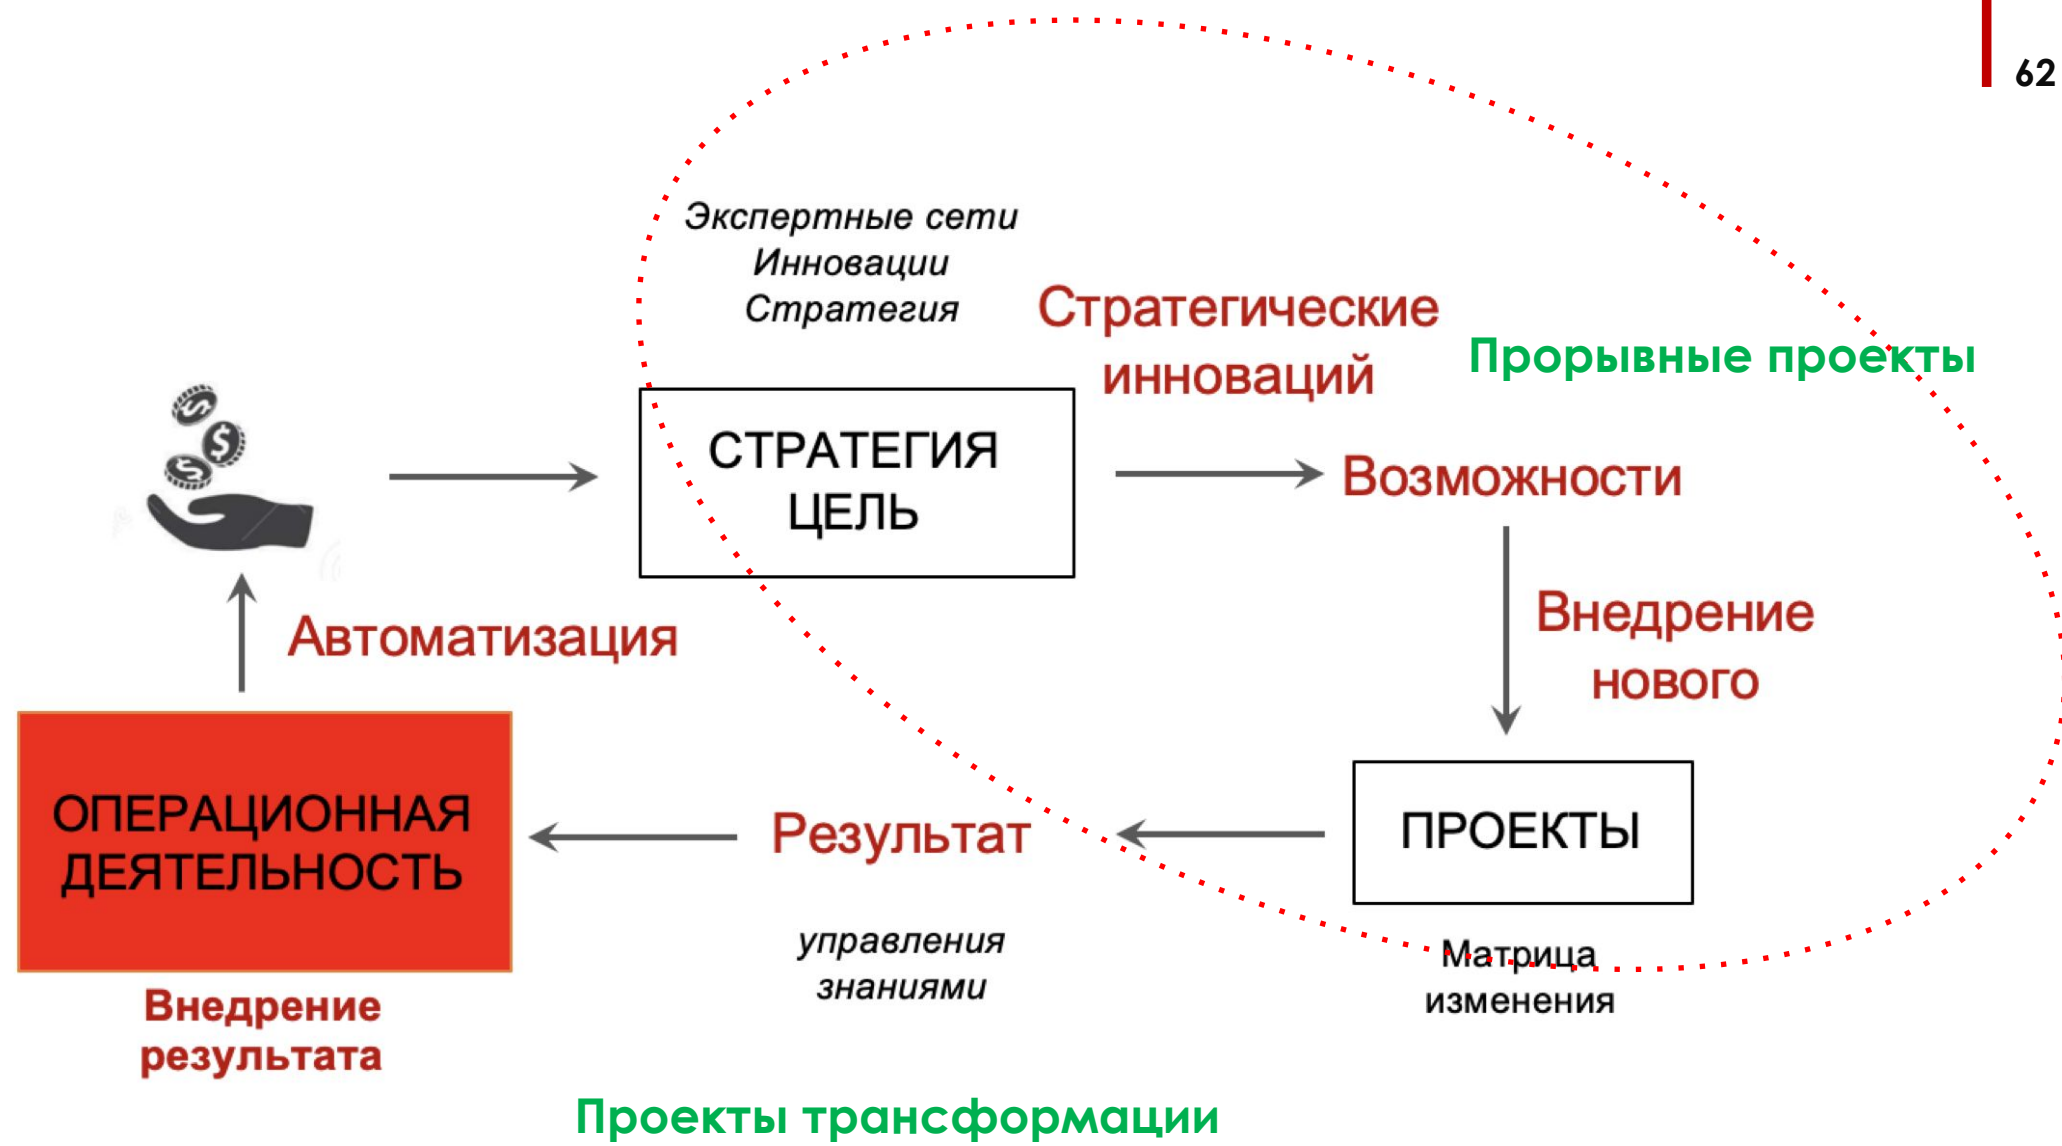 62
Экспертные сети
Инновации
Стратегия
Стратегические
инноваций
Прорывные проекты
СТРАТЕГИЯ
ЦЕЛЬ
Возможности
Автоматизация
Внедрение
нового
ОПЕРАЦИОННАЯ
ДЕЯТЕЛЬНОСТЬ
Результат
ПРОЕКТЫ
управления
знаниями
Матрица
изменения
Внедрение
результата
Проекты трансформации